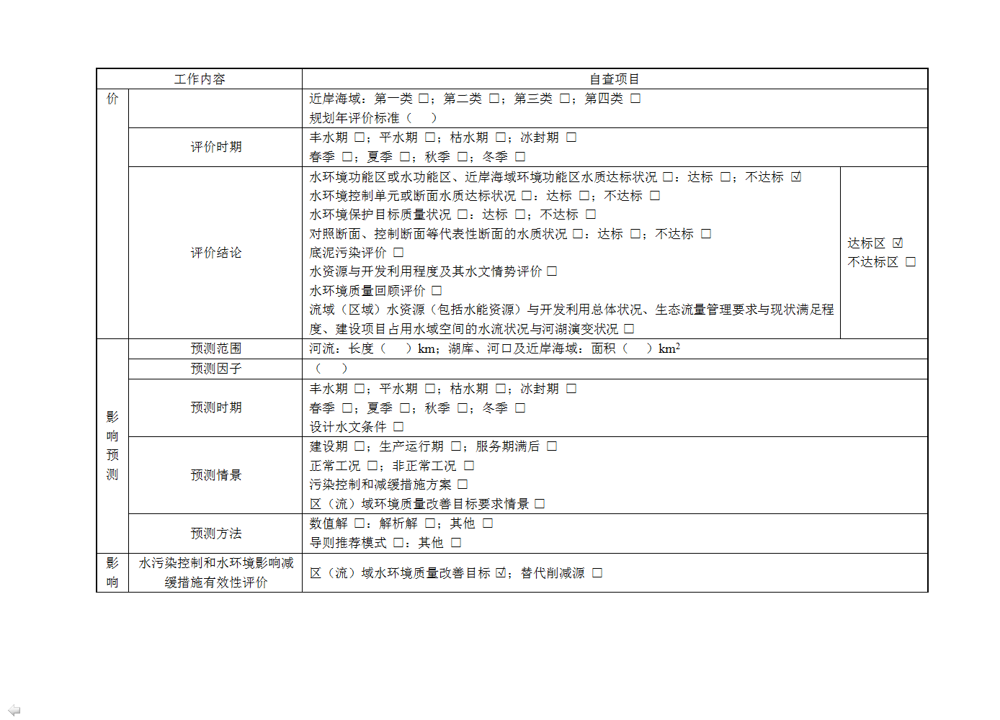 工作内容 自查项目
价
近岸海域：第一类 □；第二类 □；第三类 □；第四类 □
规划年评价标准（ ）
评价时期
丰水期 □；平水期 □；枯水期 □；冰封期 □
春季 □；夏季 □；秋季 □；冬季 □
评价结论
水环境功能区或水功能区、近岸海域环境功能区水质达标状况 □：达标 □；不达标 ☑
水环境控制单元或断面水质达标状况 □：达标 □；不达标 □
水环境保护目标质量状况 □：达标 □；不达标 □
对照断面、控制断面等代表性断面的水质状况 □：达标 □；不达标 □
底泥污染评价 □
水资源与开发利用程度及其水文情势评价 □
水环境质量回顾评价 □
流域（区域）水资源（包括水能资源）与开发利用总体状况、生态流量管理要求与现状满足程
度、建设项目占用水域空间的水流状况与河湖演变状况 □
达标区 ☑
不达标区 □
影
响
预
测
预测范围
河流：长度（ ）km；湖库、河口及近岸海域：面积（ ）km²
预测因子
（ ）
预测时期
丰水期 □；平水期 □；枯水期 □；冰封期 □
春季 □；夏季 □；秋季 □；冬季 □
设计水文条件 □
预测情景
建设期 □；生产运行期 □；服务期满后 □
正常工况 □；非正常工况 □
污染控制和减缓措施方案 □
区（流）域环境质量改善目标要求情景 □
预测方法
数值解 □：解析解 □；其他 □
导则推荐模式 □：其他 □
影
响
水污染控制和水环境影响减
缓措施有效性评价
区（流）域水环境质量改善目标 ☑；替代削减源 □